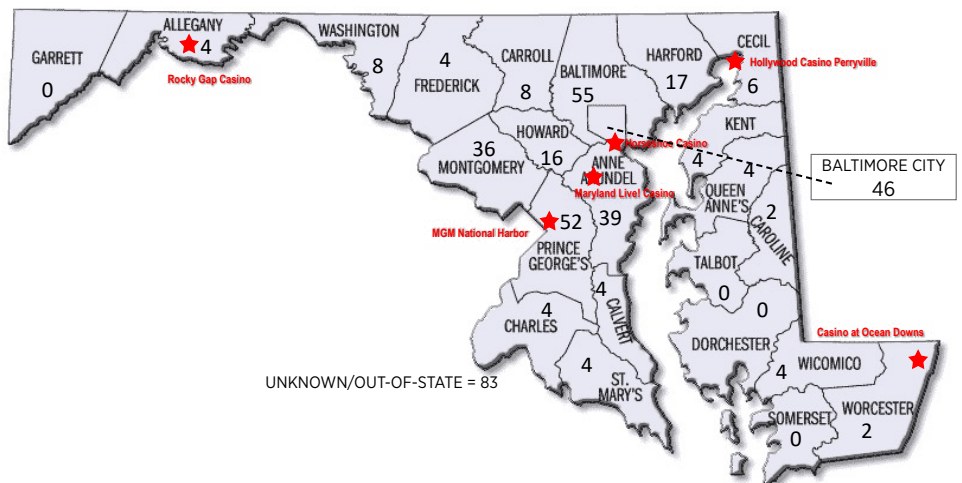 GARRETT
0
ALLEGANY
4
Rocky Gap Casino
WASHINGTON
8
4
FREDERICK
CARROLL
8
BALTIMORE
55
HARFORD
17
CECIL
Hollywood Casino Perryville
6
KENT
4
HOWARD
16
36
MONTGOMERY
Horseshoe Casino
ANNE
ARUNDEL
Maryland Live! Casino
39
4
QUEEN
ANNE'S
BALTIMORE CITY
46
2
CAROLINE
MGM National Harbor
52
PRINCE
GEORGE'S
TALBOT
0
4
CALVERT
4
CHARLES
0
DORCHESTER
Casino at Ocean Downs
4
WICOMICO
UNKNOWN/OUT-OF-STATE = 83
4
ST.
MARY'S
SOMERSET
0
WORCESTER
2